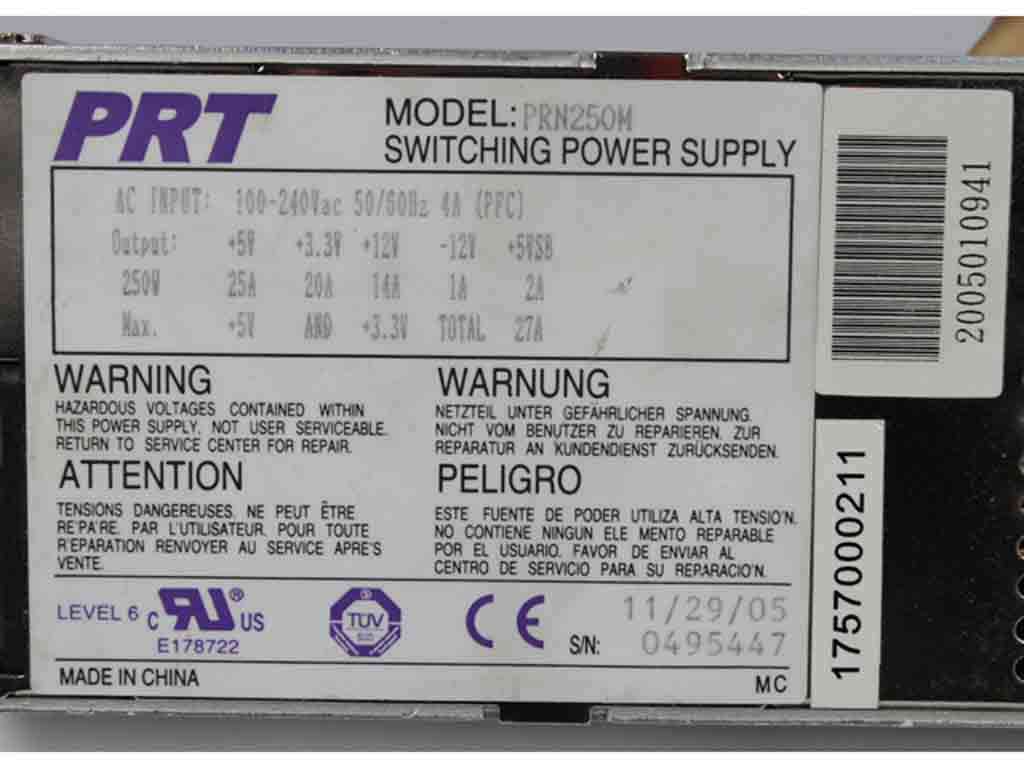 PRT
MODEL: PRN250M
SWITCHING POWER SUPPLY
AC INPUT: 100-240Vac 50/60Hz 4A (PFC)
Output: +5V +3.3V +12V -12V +5VSB
250W 25A 20A 14A 1A 2A
Max. +5V AND +3.3V TOTAL 27A
WARNING
HAZARDOUS VOLTAGES CONTAINED WITHIN
THIS POWER SUPPLY, NOT USER SERVICEABLE.
RETURN TO SERVICE CENTER FOR REPAIR.
WARNUNG
NETZTEIL UNTER GEFÄHRLICHER SPANNUNG.
NICHT VOM BENUTZER ZU REPARIEREN. ZUR
REPARATUR AN KUNDENDIENST ZURÜCKSENDEN.
ATTENTION
TENSIONS DANGEREUSES, NE PEUT ÊTRE
RE'PA'RE. PAR L'UTILISATEUR. POUR TOUTE
R'EPARATION RENVOYER AU SERVICE APRE'S
VENTE.
PELIGRO
ESTE FUENTE DE PODER UTILIZA ALTA TENSIO'N.
NO CONTIENE NINGUN ELE MENTO REPARABLE
POR EL USUARIO. FAVOR DE ENVIAR AL
CENTRO DE SERVICIO PARA SU REPARACIO'N.
LEVEL 6 c RU ® US
E178722
TÜV
CE
11/29/05
S/N: 0495447
MADE IN CHINA
MC
2005010941
1757000211